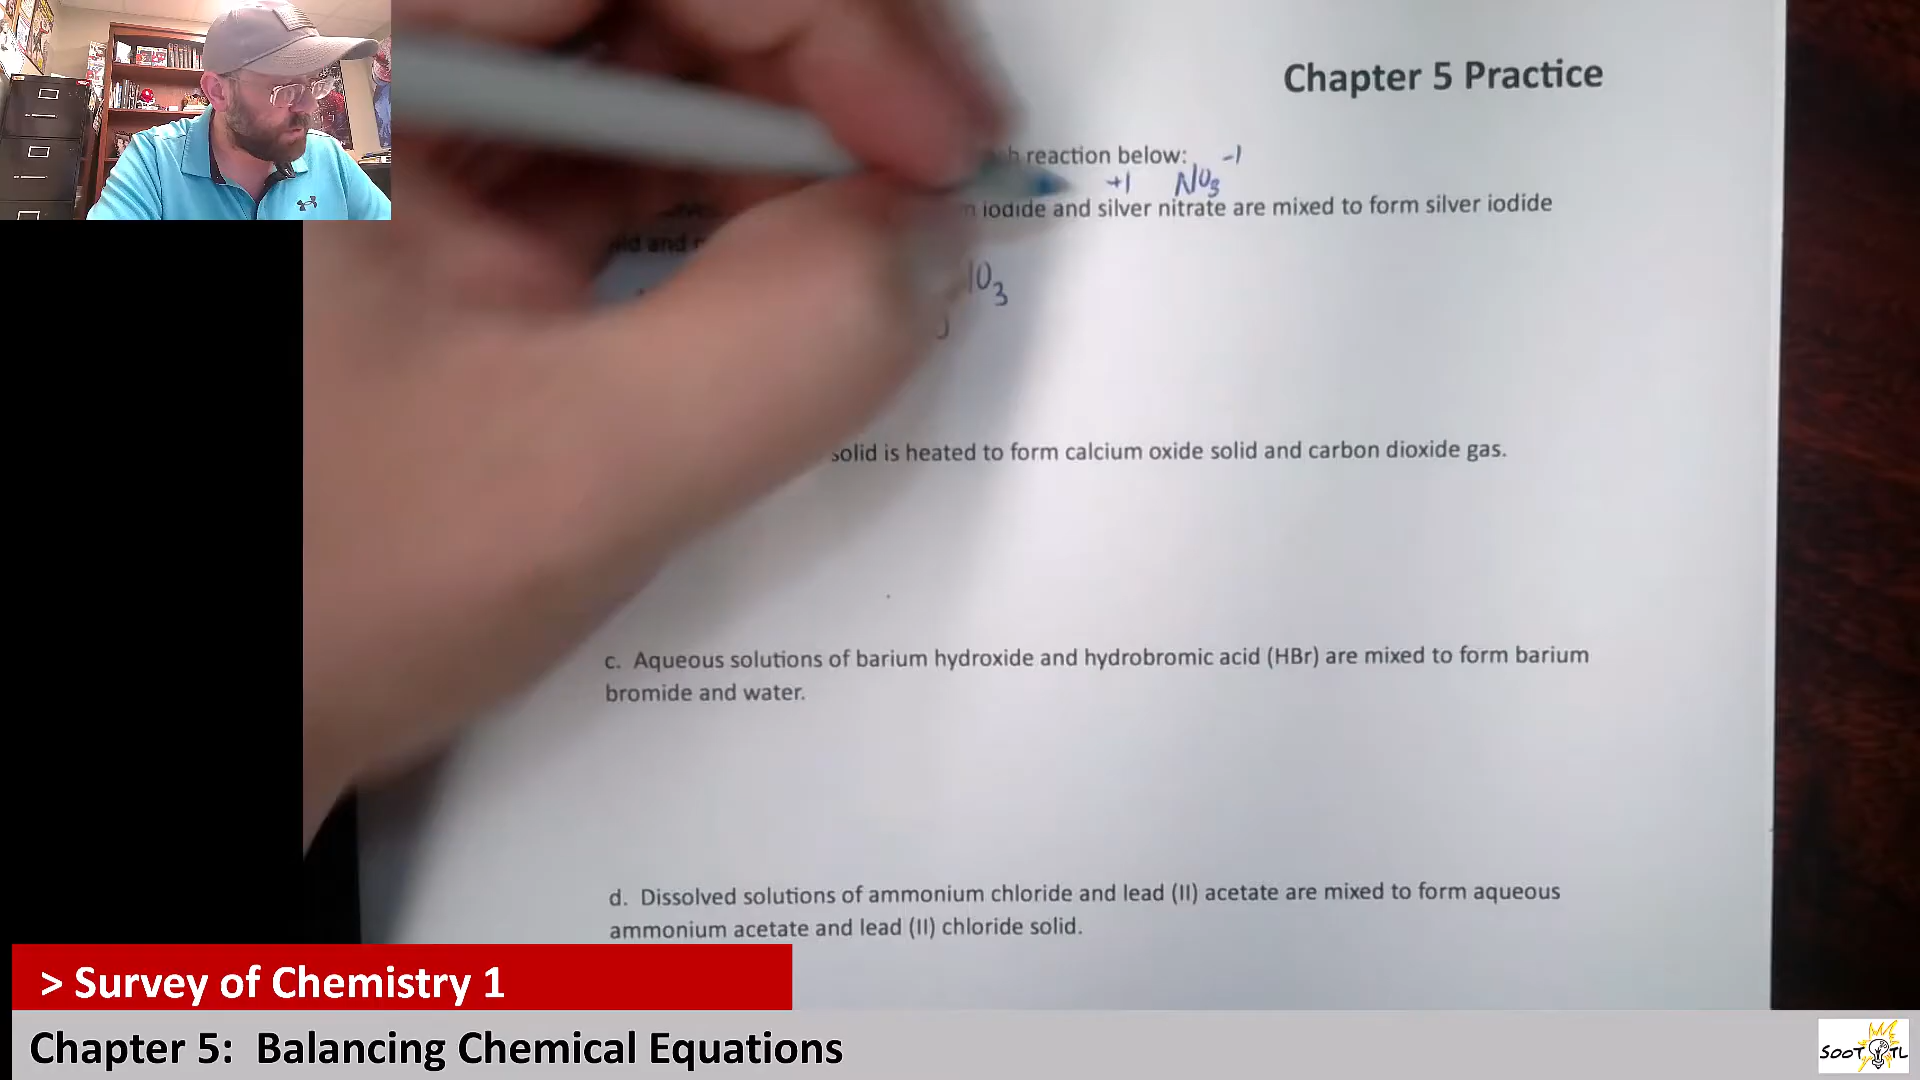 Chapter 5 Practice
reaction below: -1
+1 NO3
iodide and silver nitrate are mixed to form silver iodide
and
O3
solid is heated to form calcium oxide solid and carbon dioxide gas.
c. Aqueous solutions of barium hydroxide and hydrobromic acid (HBr) are mixed to form barium
bromide and water.
d. Dissolved solutions of ammonium chloride and lead (II) acetate are mixed to form aqueous
ammonium acetate and lead (II) chloride solid.
> Survey of Chemistry 1
Chapter 5: Balancing Chemical Equations
SOOT TL